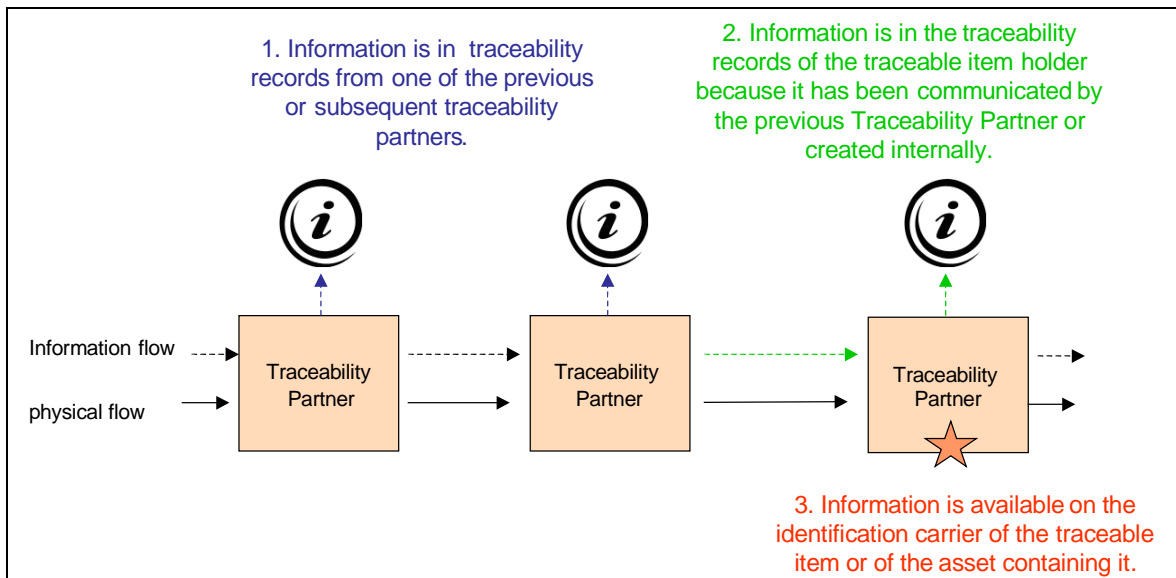 1. Information is in traceability
records from one of the previous
or subsequent traceability
partners.
2. Information is in the traceability
records of the traceable item holder
because it has been communicated by
the previous Traceability Partner or
created internally.
i
i
i
Information flow
physical flow
Traceability
Partner
Traceability
Partner
Traceability
Partner
3. Information is available on the
identification carrier of the traceable
item or of the asset containing it.